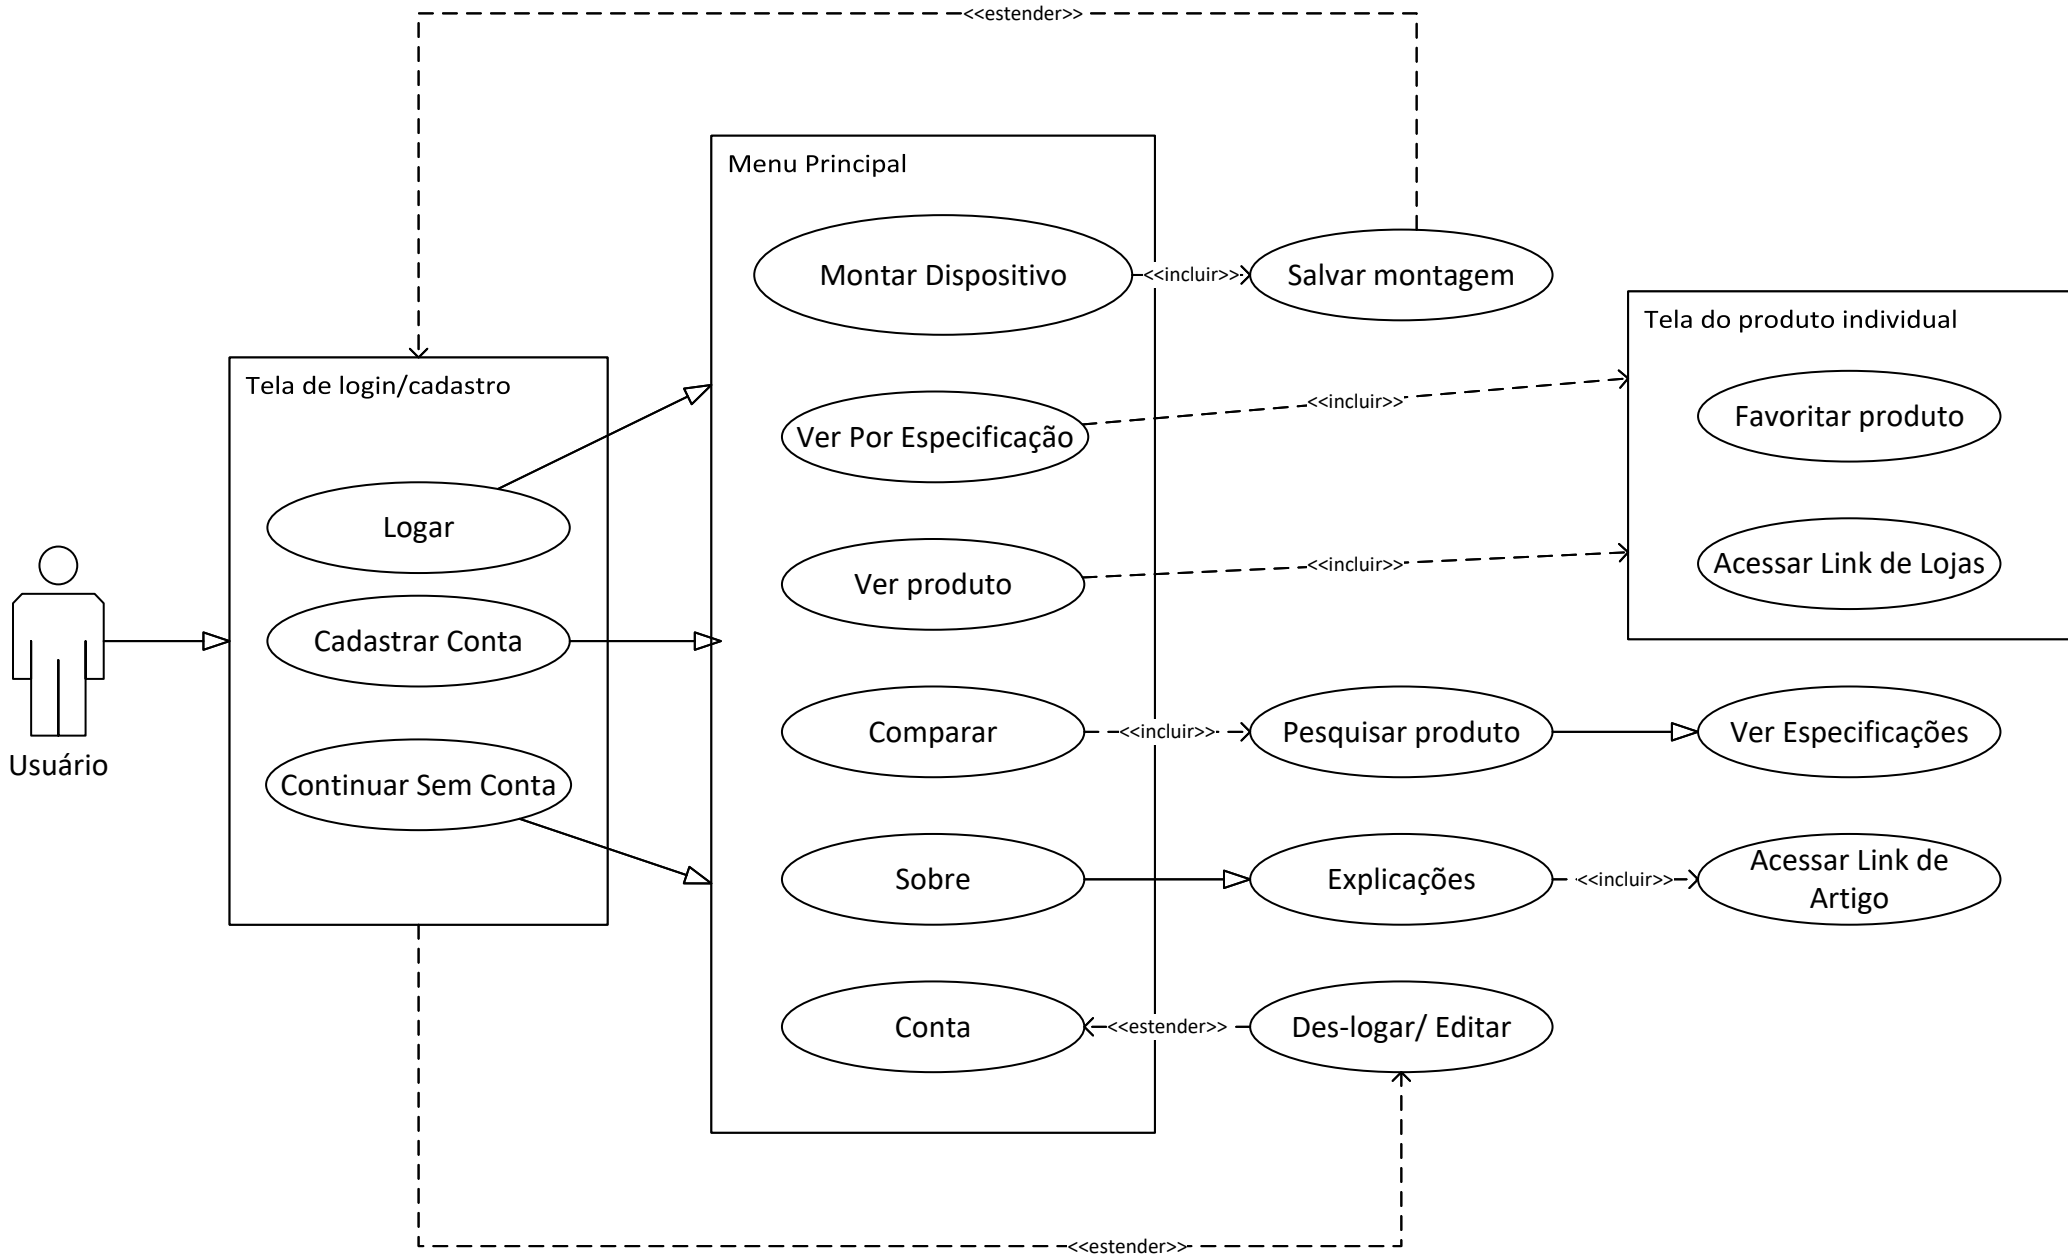 <<estender>>
Menu Principal
Montar Dispositivo
<<incluir>>
Salvar montagem
Tela do produto individual
Tela de login/cadastro
<<incluir>>
Favoritar produto
Ver Por Especificação
Logar
<<incluir>>
Acessar Link de Lojas
Ver produto
Cadastrar Conta
Comparar
<<incluir>>
Pesquisar produto
Ver Especificações
Usuário
Continuar Sem Conta
Sobre
Explicações
<<incluir>>
Acessar Link de
Artigo
Conta
<<estender>>
Des-logar/ Editar
<<estender>>